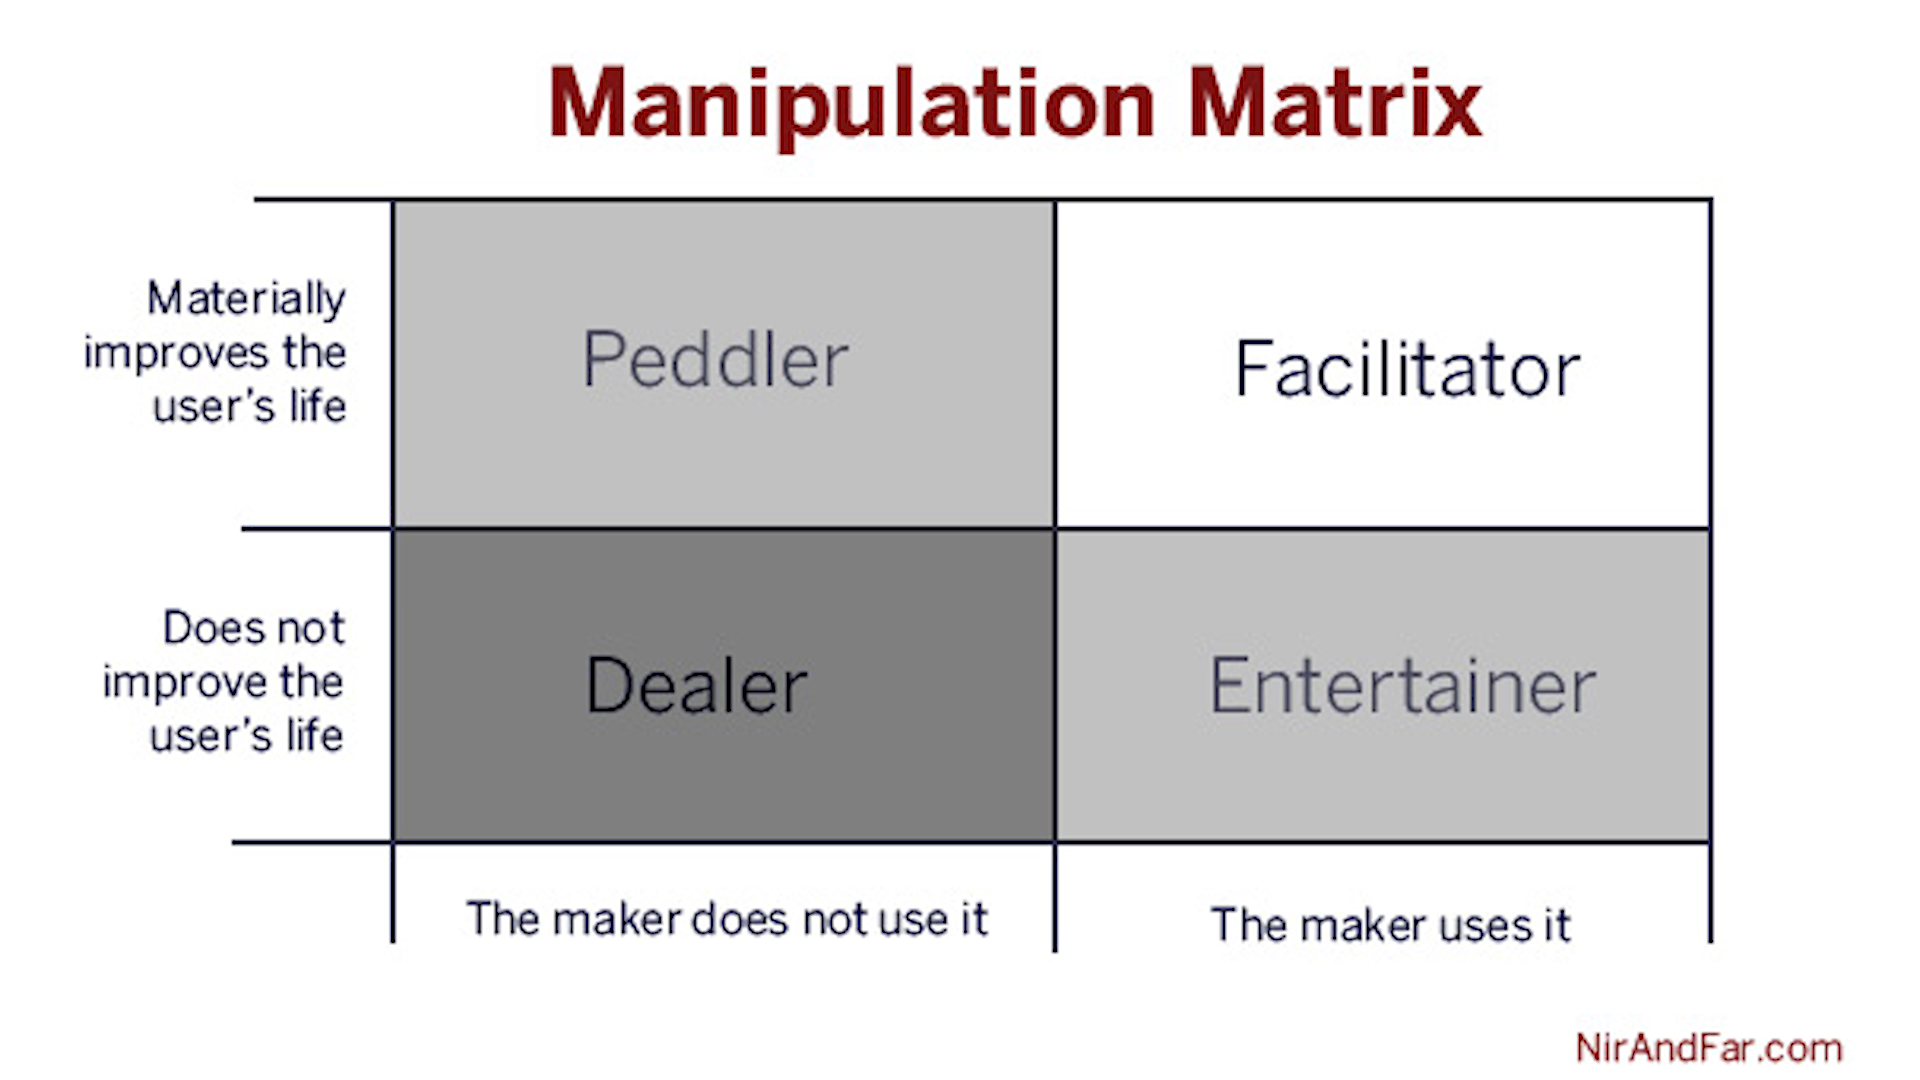 Manipulation Matrix
Materially
improves the
user's life
Peddler
Facilitator
Does not
improve the
user's life
Dealer
Entertainer
The maker does not use it
The maker uses it
NirAndFar.com